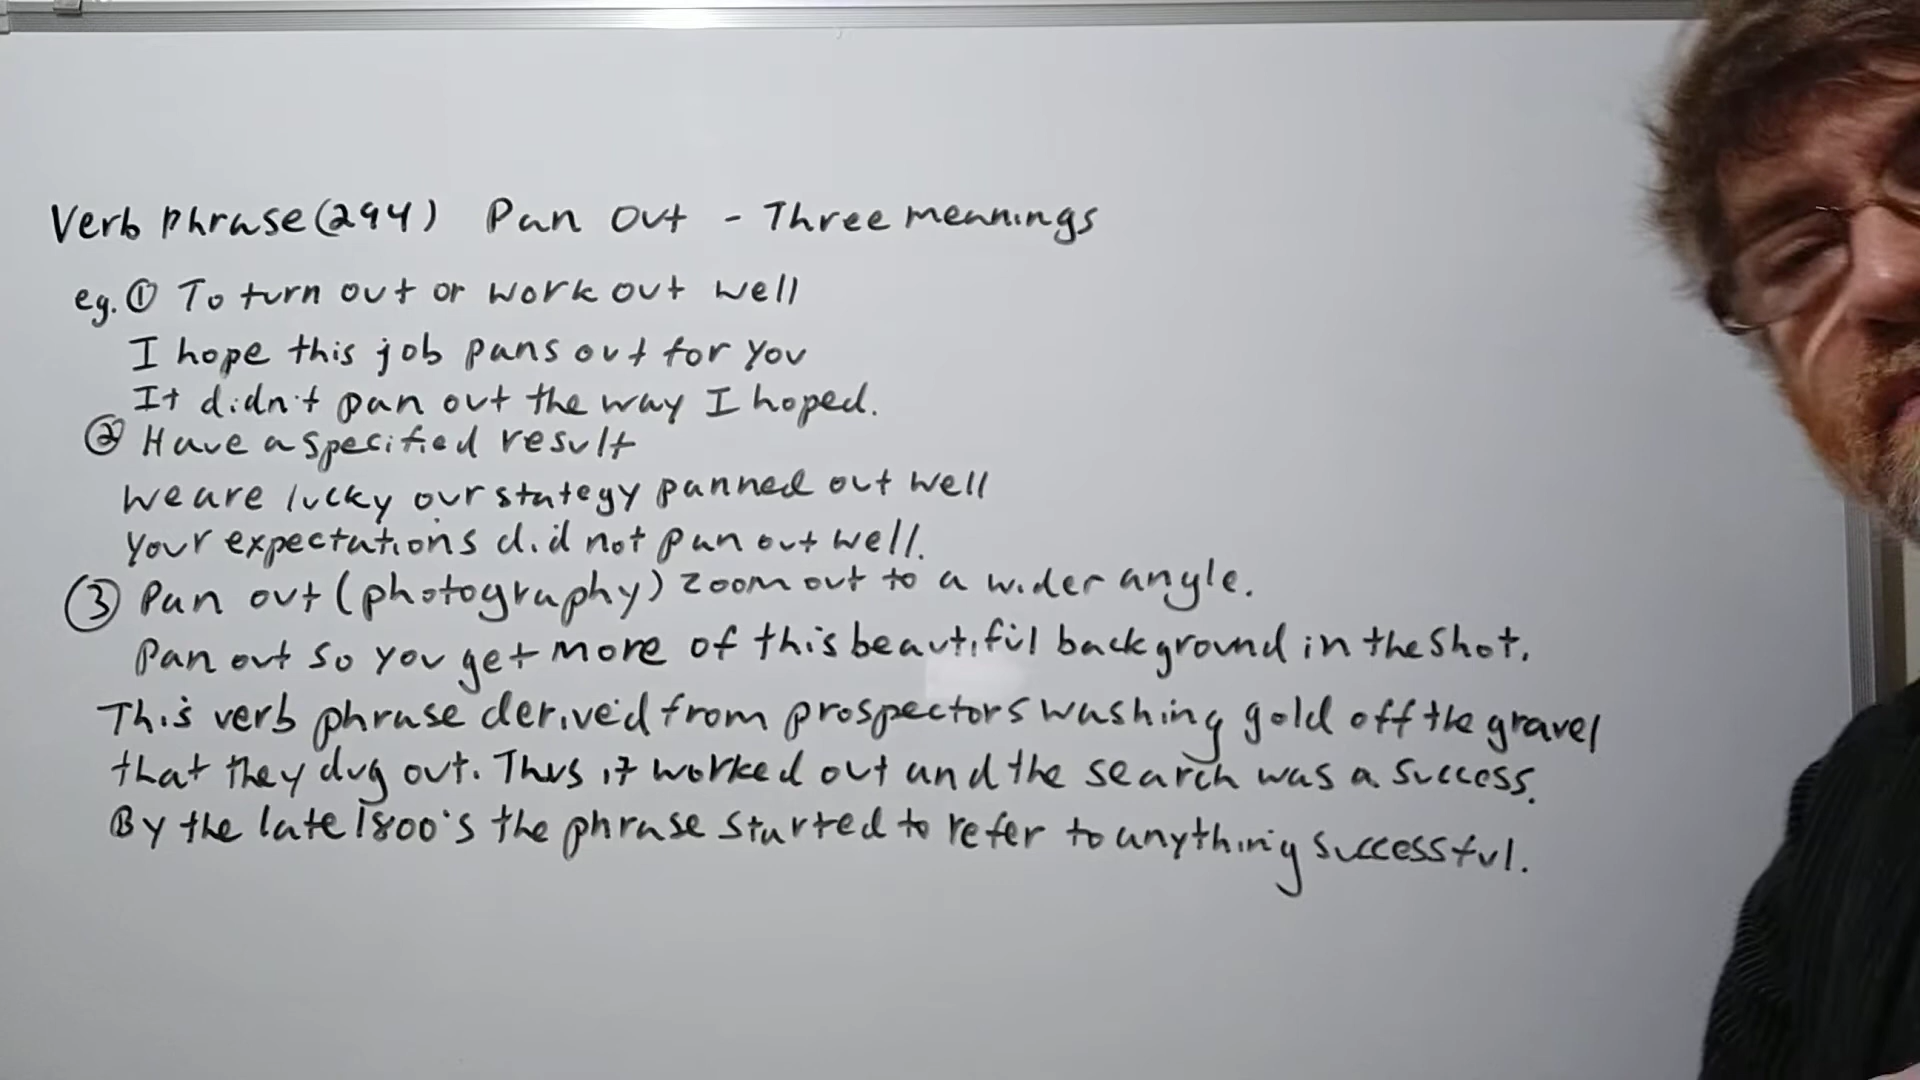 Verb Phrase (294) Pan Out - Three meanings
eg. ① To turn out or work out well
I hope this job pans out for you
It didn't pan out the way I hoped.
② Have a specified result
we are lucky our stategy panned out well
your expectations did not pan out well.
③ Pan out (photography) zoom out to a wider angle.
Pan out so you get more of this beautiful background in the shot.
This verb phrase derived from prospectors washing gold off the gravel
that they dug out. Thus it worked out and the search was a success.
By the late 1800's the phrase started to refer to anything successful.